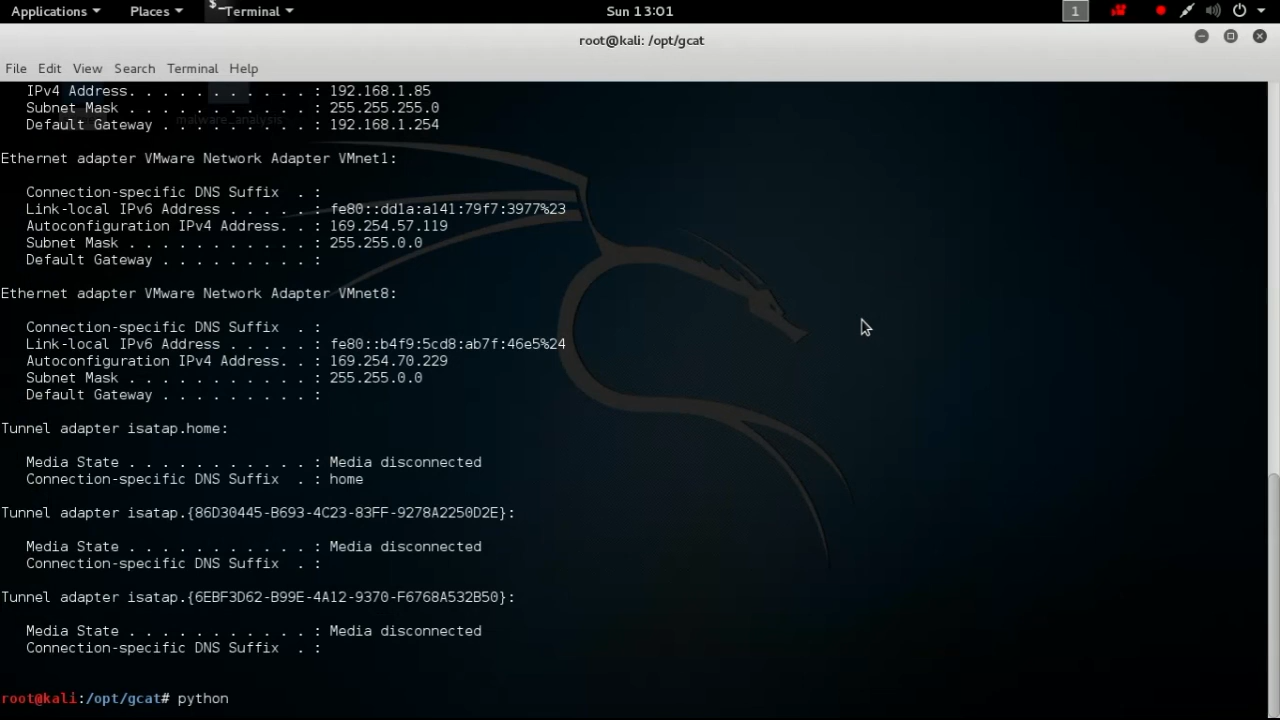 Applications Places Terminal Sun 13:01 1
root@kali: /opt/gcat
File Edit View Search Terminal Help
IPv4 Address. . . . . . . . . . . : 192.168.1.85
Subnet Mask . . . . . . . . . . . : 255.255.255.0
malware_analysis
Default Gateway . . . . . . . . . : 192.168.1.254
Ethernet adapter VMware Network Adapter VMnet1:
Connection-specific DNS Suffix . :
Link-local IPv6 Address . . . . . : fe80::dd1a:a141:79f7:3977%23
Autoconfiguration IPv4 Address. . : 169.254.57.119
Subnet Mask . . . . . . . . . . . : 255.255.0.0
Default Gateway . . . . . . . . . :
Ethernet adapter VMware Network Adapter VMnet8:
Connection-specific DNS Suffix . :
Link-local IPv6 Address . . . . . : fe80::b4f9:5cd8:ab7f:46e5%24
Autoconfiguration IPv4 Address. . : 169.254.70.229
Subnet Mask . . . . . . . . . . . : 255.255.0.0
Default Gateway . . . . . . . . . :
Tunnel adapter isatap.home:
Media State . . . . . . . . . . . : Media disconnected
Connection-specific DNS Suffix . : home
Tunnel adapter isatap.{86D30445-B693-4C23-83FF-9278A2250D2E}:
Media State . . . . . . . . . . . : Media disconnected
Connection-specific DNS Suffix . :
Tunnel adapter isatap.{6EBF3D62-B99E-4A12-9370-F6768A532B50}:
Media State . . . . . . . . . . . : Media disconnected
Connection-specific DNS Suffix . :
root@kali:/opt/gcat# python